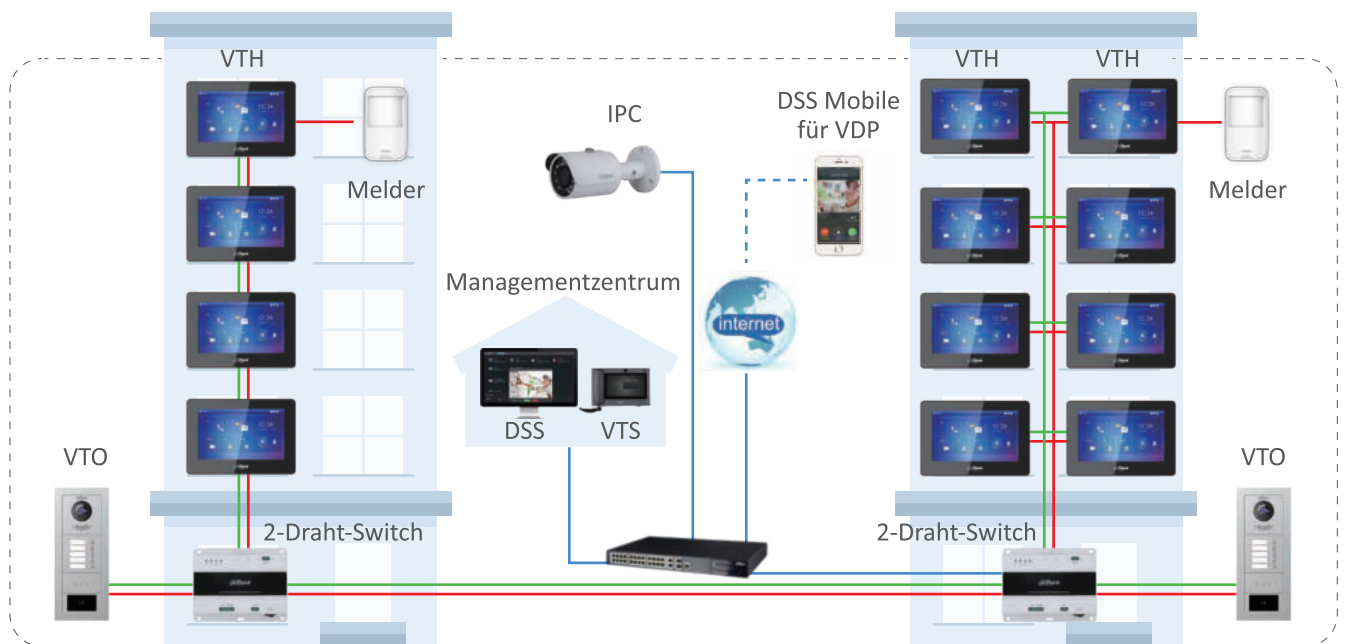 VTH
VTH
VTH
IPC
DSS Mobile
für VDP
Melder
Melder
Managementzentrum
internet
DSS
VTS
VTO
VTO
2-Draht-Switch
2-Draht-Switch